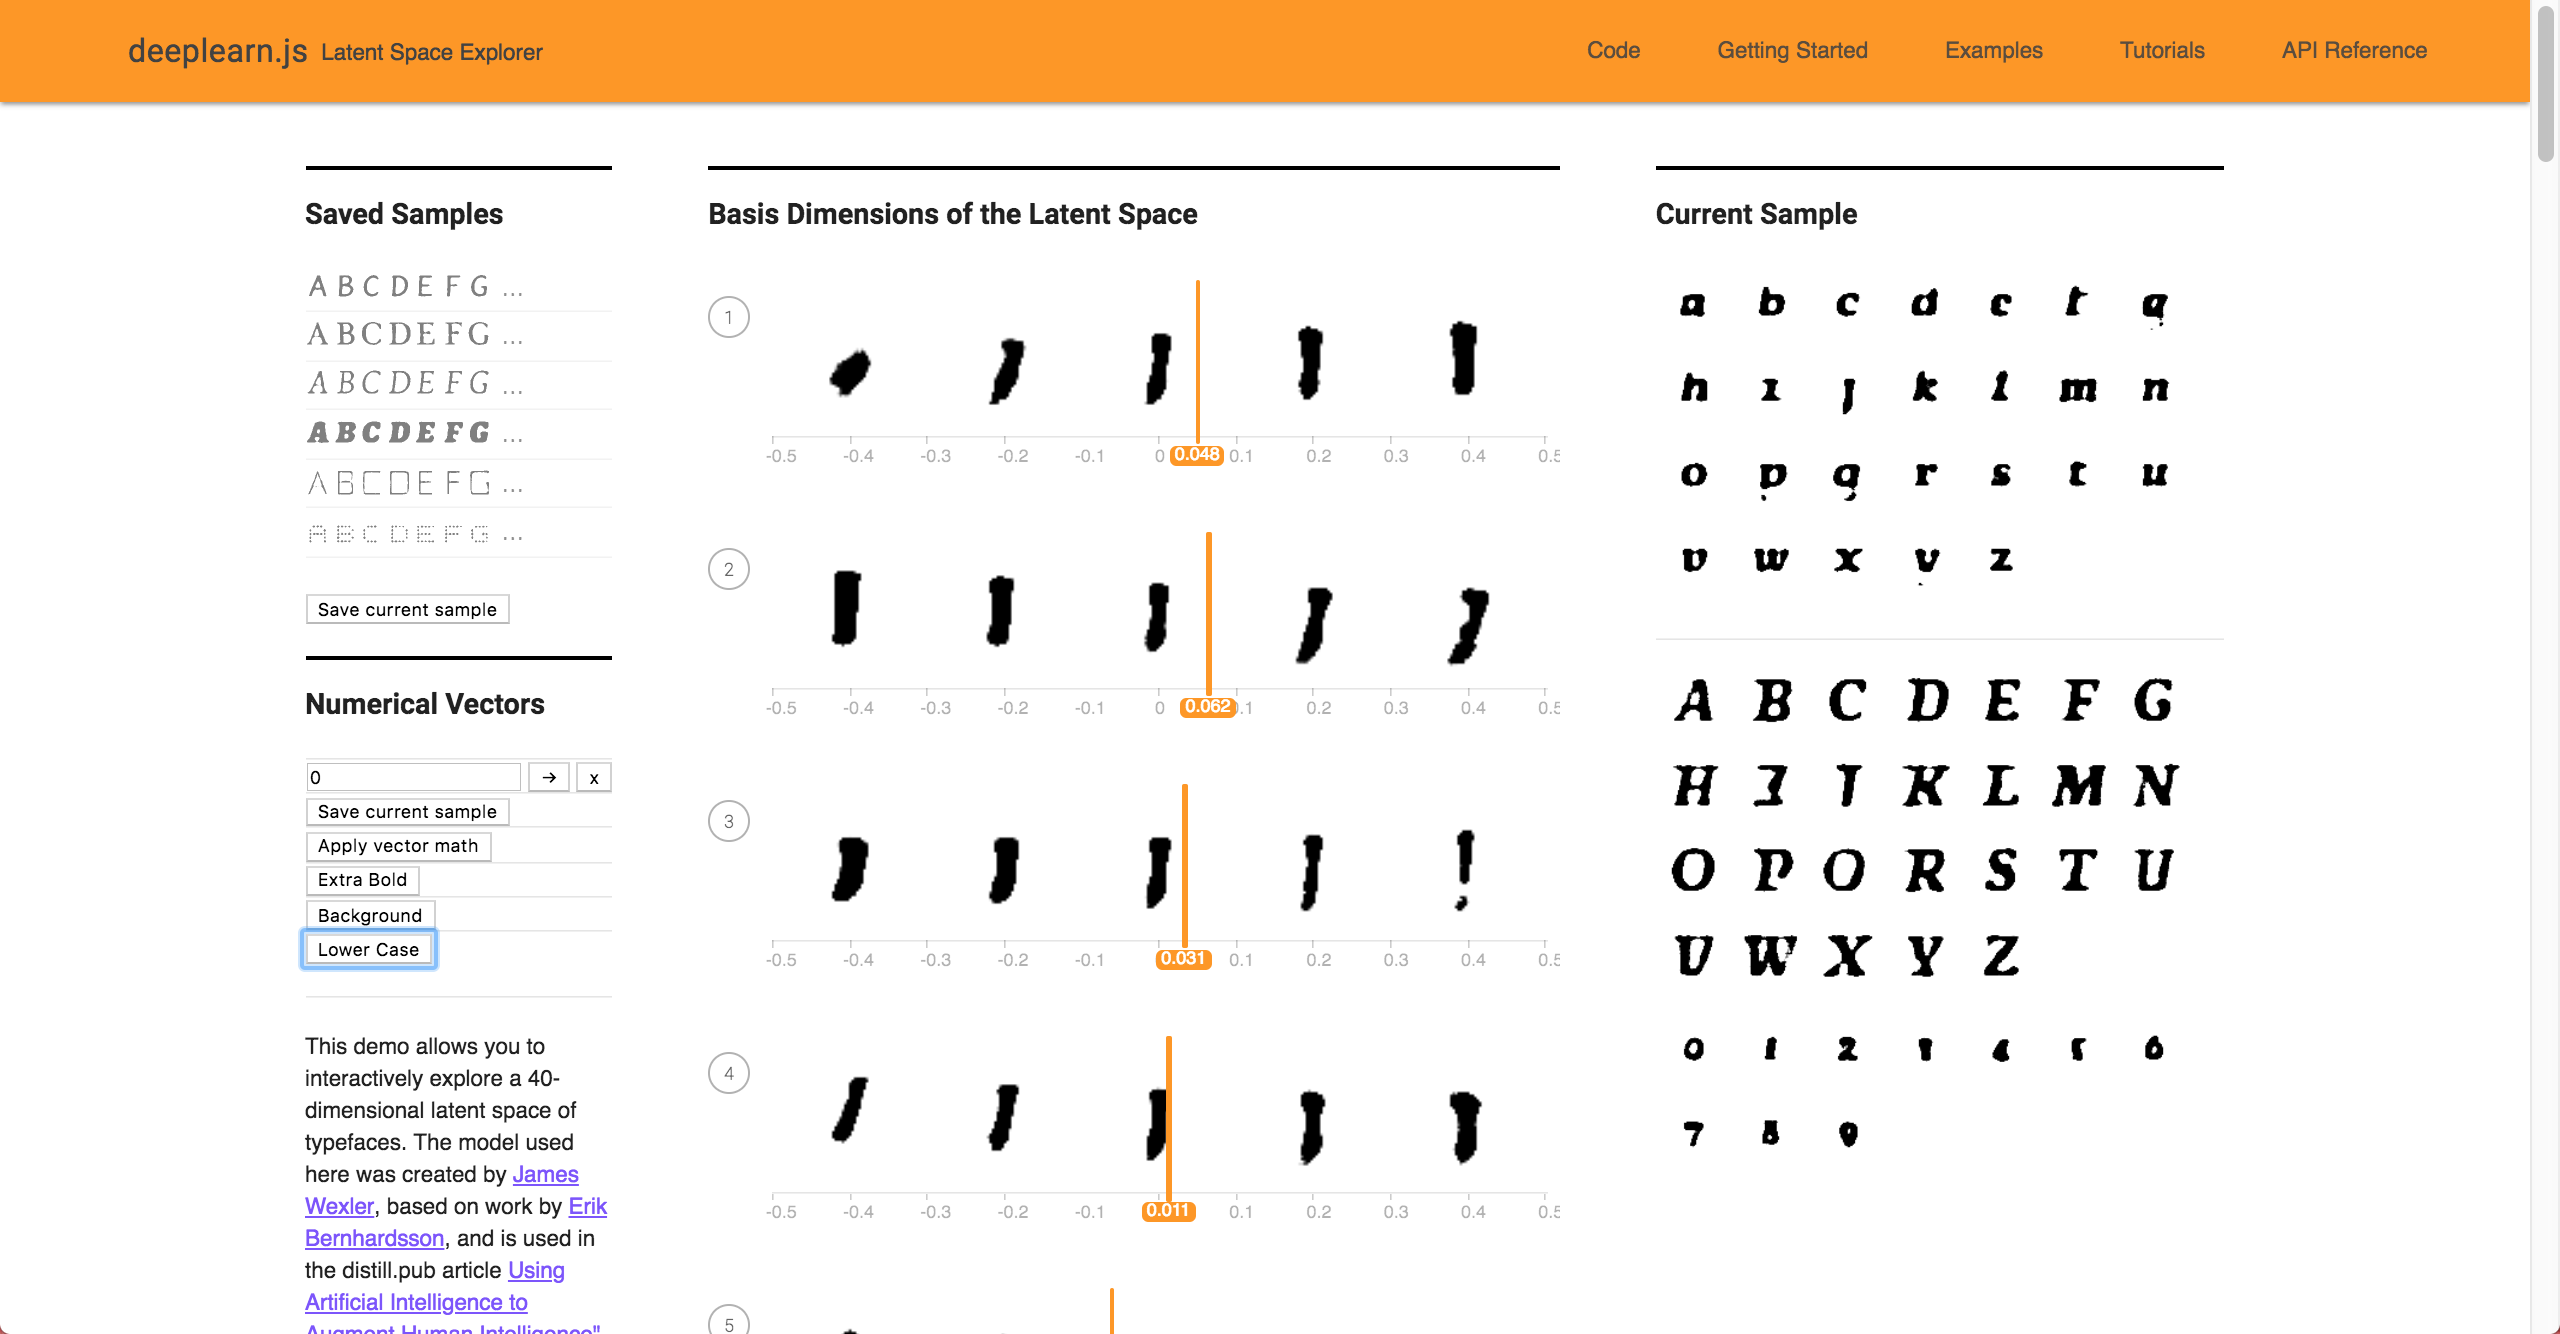 deeplearn.js Latent Space Explorer
Code Getting Started Examples Tutorials API Reference
Saved Samples
A B C D E F G ...
A B C D E F G ...
A B C D E F G ...
A B C D E F G ...
A B C D E F G ...
A B C D E F G ...
Save current sample
Numerical Vectors
0 → x
Save current sample
Apply vector math
Extra Bold
Background
Lower Case
This demo allows you to
interactively explore a 40-
dimensional latent space of
typefaces. The model used
here was created by James
Wexler, based on work by Erik
Bernhardsson, and is used in
the distill.pub article Using
Artificial Intelligence to
Augment Human Intelligence"
Basis Dimensions of the Latent Space
1
-0.5 -0.4 -0.3 -0.2 -0.1 0 0.048 0.1 0.2 0.3 0.4 0.5
2
-0.5 -0.4 -0.3 -0.2 -0.1 0 0.062 0.2 0.3 0.4 0.5
3
-0.5 -0.4 -0.3 -0.2 -0.1 0.031 0.1 0.2 0.3 0.4 0.5
4
-0.5 -0.4 -0.3 -0.2 -0.1 0.011 0.1 0.2 0.3 0.4 0.5
5
Current Sample
a b c d e f g
h i j k l m n
o p q r s t u
v w x y z
A B C D E F G
H I J K L M N
O P Q R S T U
V W X Y Z
0 1 2 3 4 5 6
7 8 9